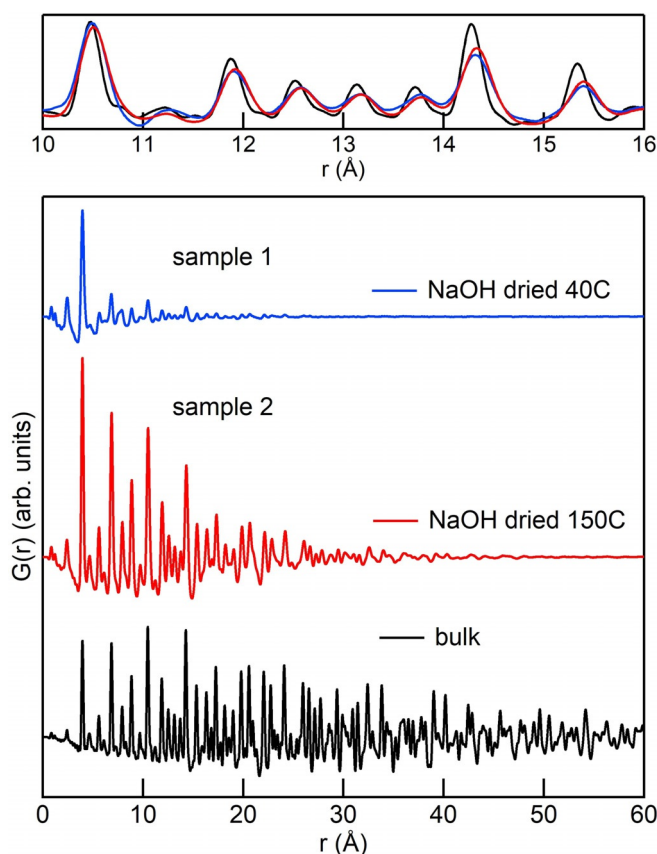 10 11 12 13 14 15 16
r (Å)
sample 1
NaOH dried 40C
sample 2
NaOH dried 150C
bulk
G(r) (arb. units)
0 10 20 30 40 50 60
r (Å)